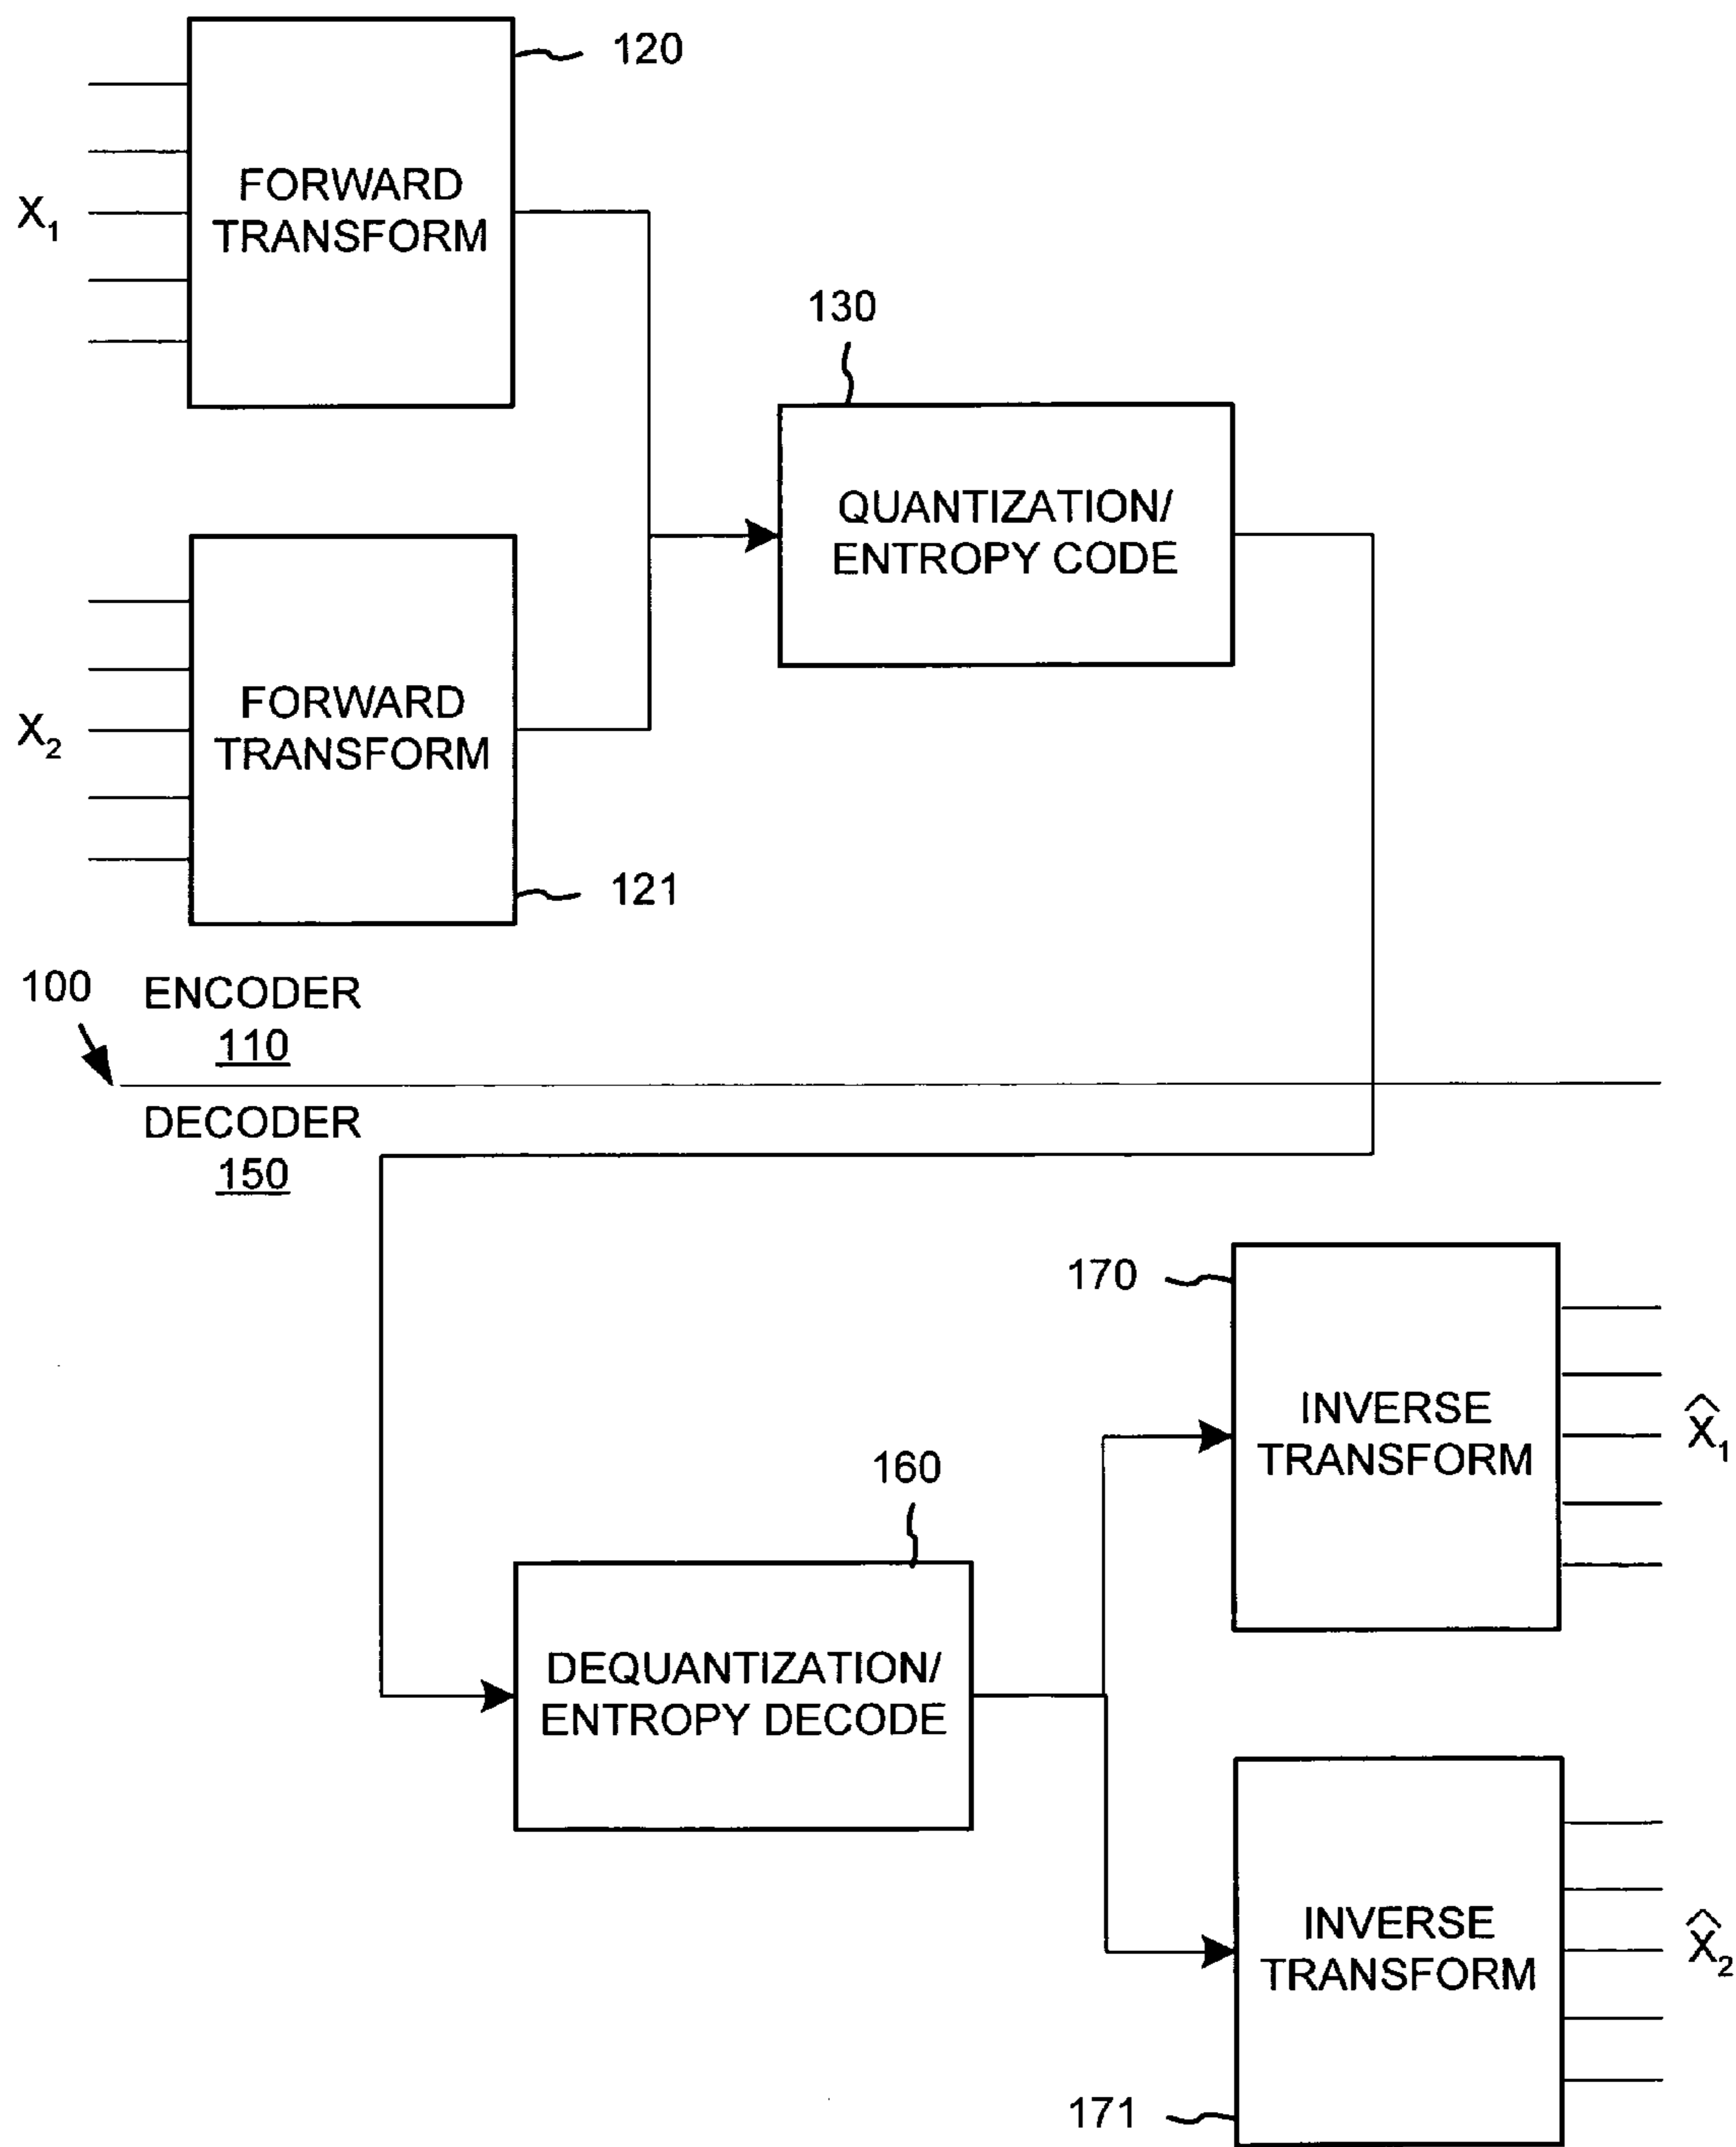 120
FORWARD
TRANSFORM
X₁
130
QUANTIZATION/
ENTROPY CODE
FORWARD
TRANSFORM
X₂
121
100
ENCODER
110
DECODER
150
170
INVERSE
TRANSFORM
X̂₁
160
DEQUANTIZATION/
ENTROPY DECODE
INVERSE
TRANSFORM
X̂₂
171